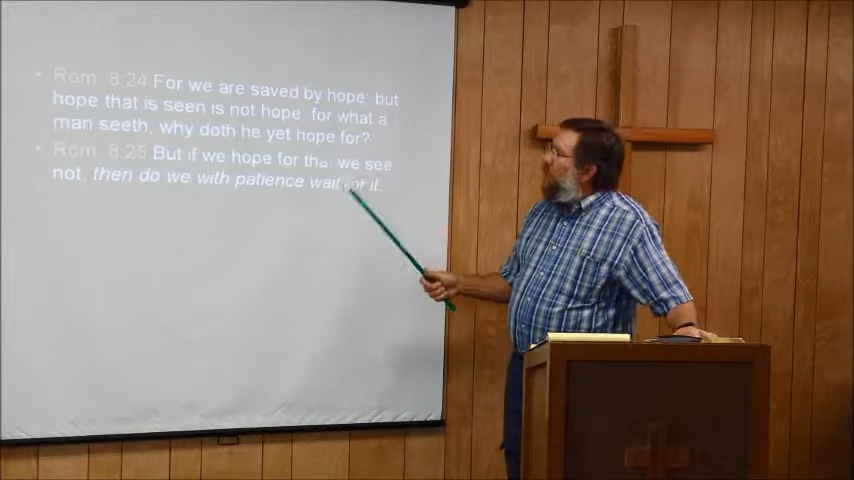 • Rom 8:24 For we are saved by hope: but
hope that is seen is not hope: for what a
man seeth, why doth he yet hope for?
• Rom 8:25 But if we hope for that we see
not, then do we with patience wait for it.